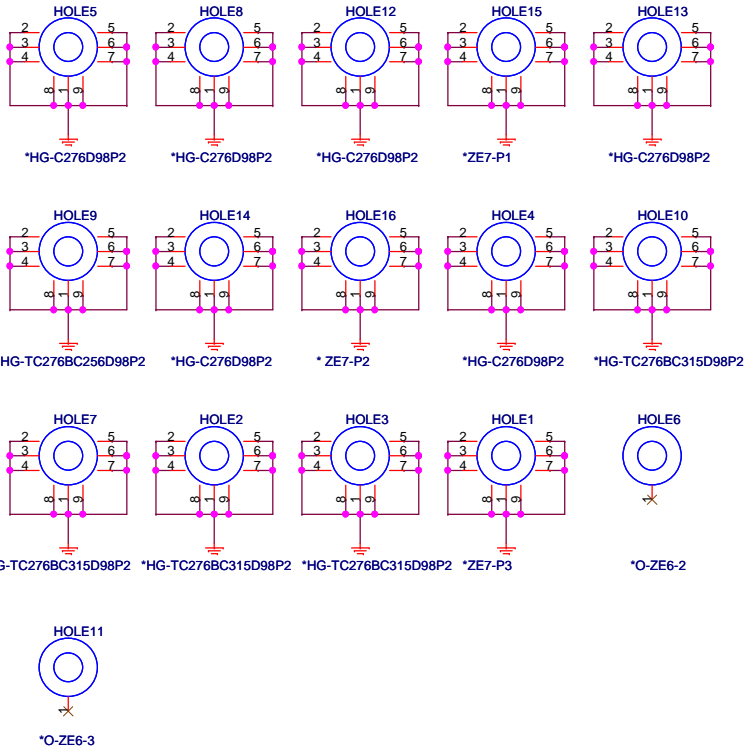 HOLE5 HOLE8 HOLE12 HOLE15 HOLE13
2 5 2 5 2 5 2 5 2 5
3 6 3 6 3 6 3 6 3 6
4 7 4 7 4 7 4 7 4 7
8 1 9 8 1 9 8 1 9 8 1 9 8 1 9
*HG-C276D98P2 *HG-C276D98P2 *HG-C276D98P2 *ZE7-P1 *HG-C276D98P2
HOLE9 HOLE14 HOLE16 HOLE4 HOLE10
2 5 2 5 2 5 2 5 2 5
3 6 3 6 3 6 3 6 3 6
4 7 4 7 4 7 4 7 4 7
8 1 9 8 1 9 8 1 9 8 1 9 8 1 9
HG-TC276BC256D98P2 *HG-C276D98P2 * ZE7-P2 *HG-C276D98P2 *HG-TC276BC315D98P2
HOLE7 HOLE2 HOLE3 HOLE1 HOLE6
2 5 2 5 2 5 2 5
3 6 3 6 3 6 3 6
4 7 4 7 4 7 4 7
8 1 9 8 1 9 8 1 9 8 1 9 1
G-TC276BC315D98P2 *HG-TC276BC315D98P2 *HG-TC276BC315D98P2 *ZE7-P3 *O-ZE6-2
HOLE11
1
*O-ZE6-3